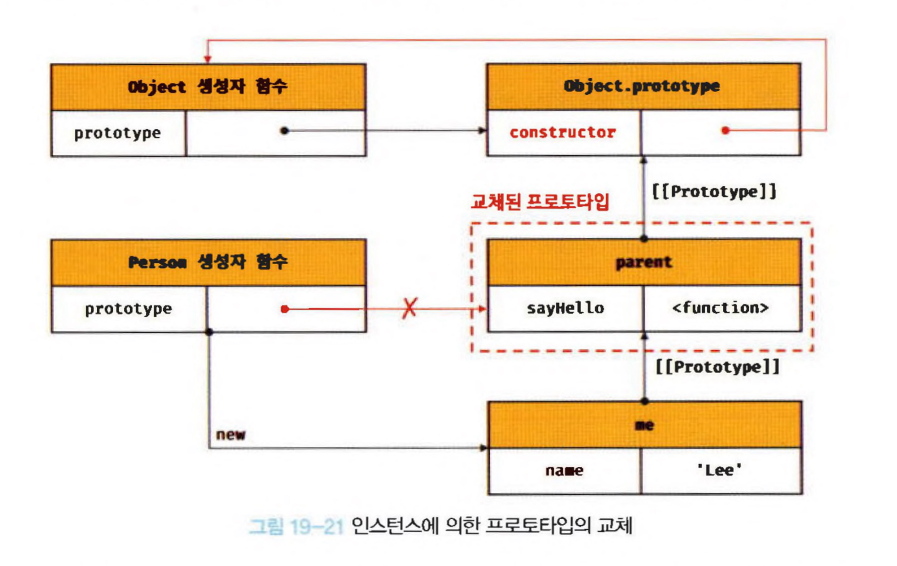 Object 생성자 함수
prototype
Object.prototype
constructor
[[Prototype]]
교체된 프로토타입
Person 생성자 함수
prototype
parent
sayHello
<function>
[[Prototype]]
new
me
name
'Lee'
그림 19-21 인스턴스에 의한 프로토타입의 교체